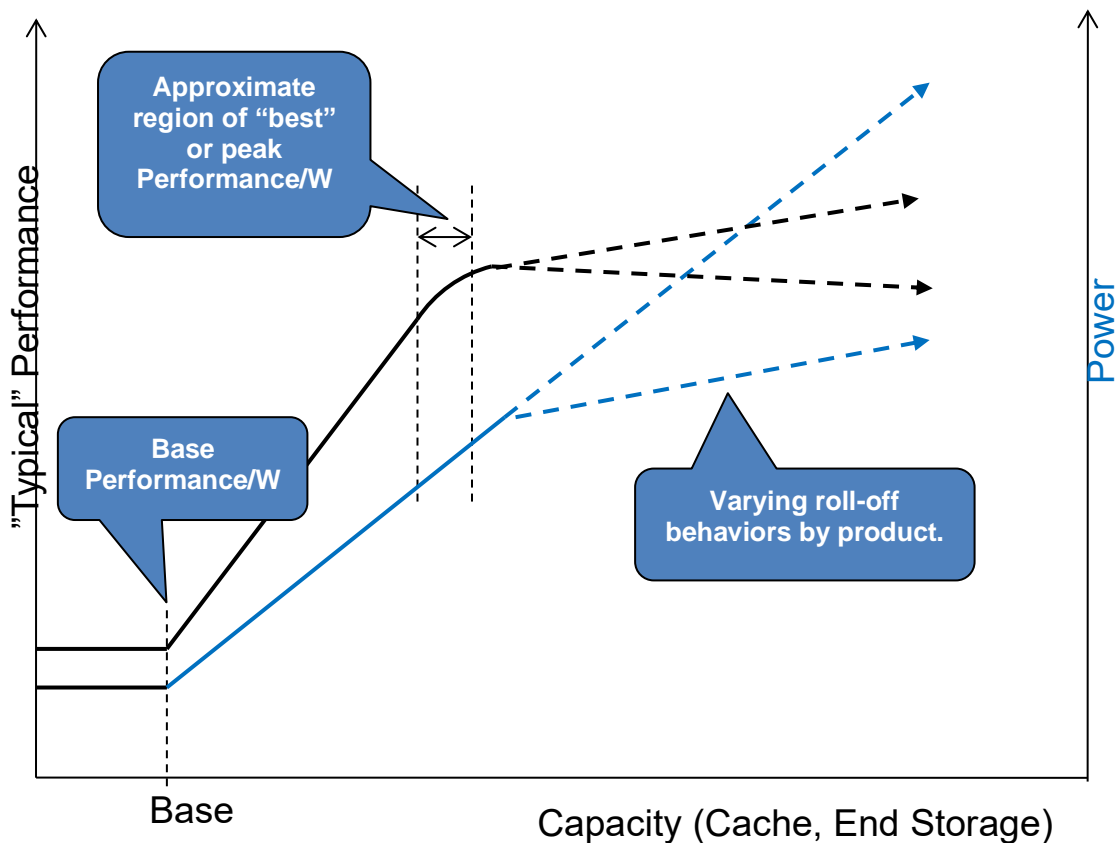 Approximate
region of “best”
or peak
Performance/W
”Typical” Performance
Power
Base
Performance/W
Varying roll-off
behaviors by product.
Base
Capacity (Cache, End Storage)